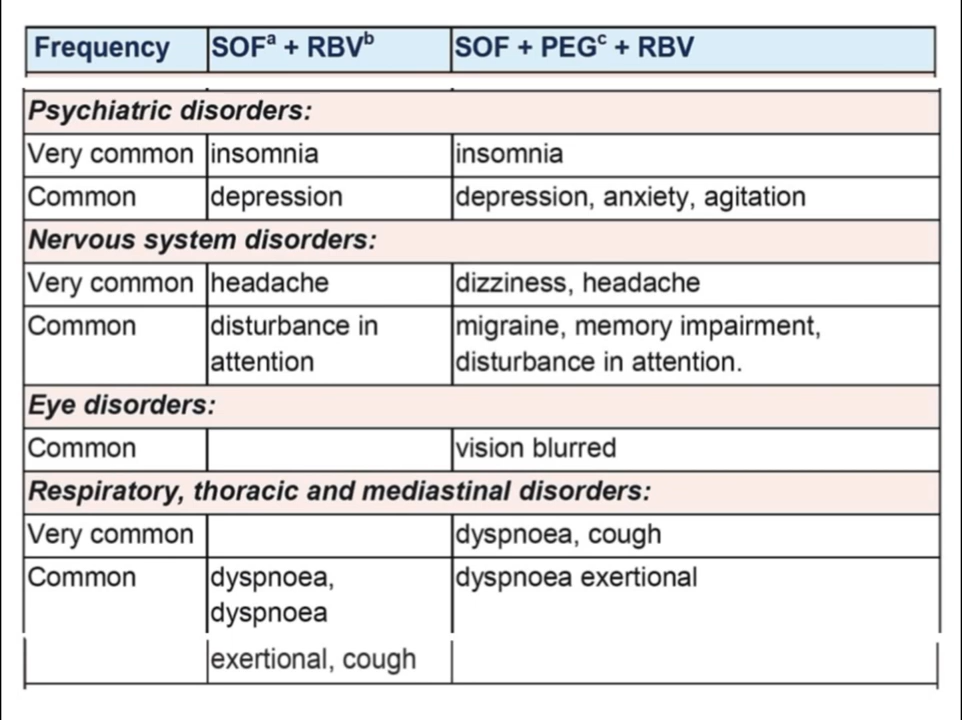 Frequency SOFa + RBVb SOF + PEGc + RBV
Psychiatric disorders:
Very common insomnia insomnia
Common depression depression, anxiety, agitation
Nervous system disorders:
Very common headache dizziness, headache
Common disturbance in migraine, memory impairment,
attention disturbance in attention.
Eye disorders:
Common vision blurred
Respiratory, thoracic and mediastinal disorders:
Very common dyspnoea, cough
Common dyspnoea, dyspnoea exertional
dyspnoea
exertional, cough